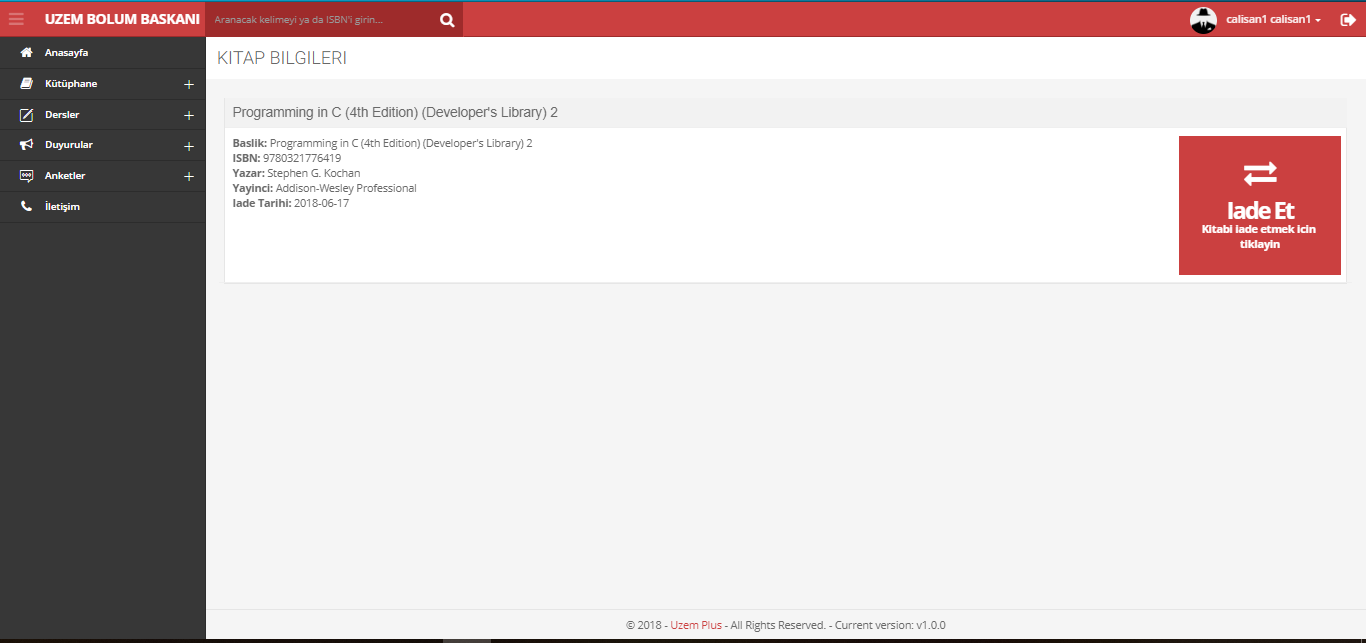 UZEM BOLUM BASKANI
Aranacak kelimeyi ya da ISBN'i girin...
calisan1 calisan1
Anasayfa
Kütüphane
Dersler
Duyurular
Anketler
İletişim
KITAP BILGILERI
Programming in C (4th Edition) (Developer's Library) 2
Baslik: Programming in C (4th Edition) (Developer's Library) 2
ISBN: 9780321776419
Yazar: Stephen G. Kochan
Yayinci: Addison-Wesley Professional
Iade Tarihi: 2018-06-17
Iade Et
Kitabi iade etmek icin
tiklayin
© 2018 - Uzem Plus - All Rights Reserved. - Current version: v1.0.0